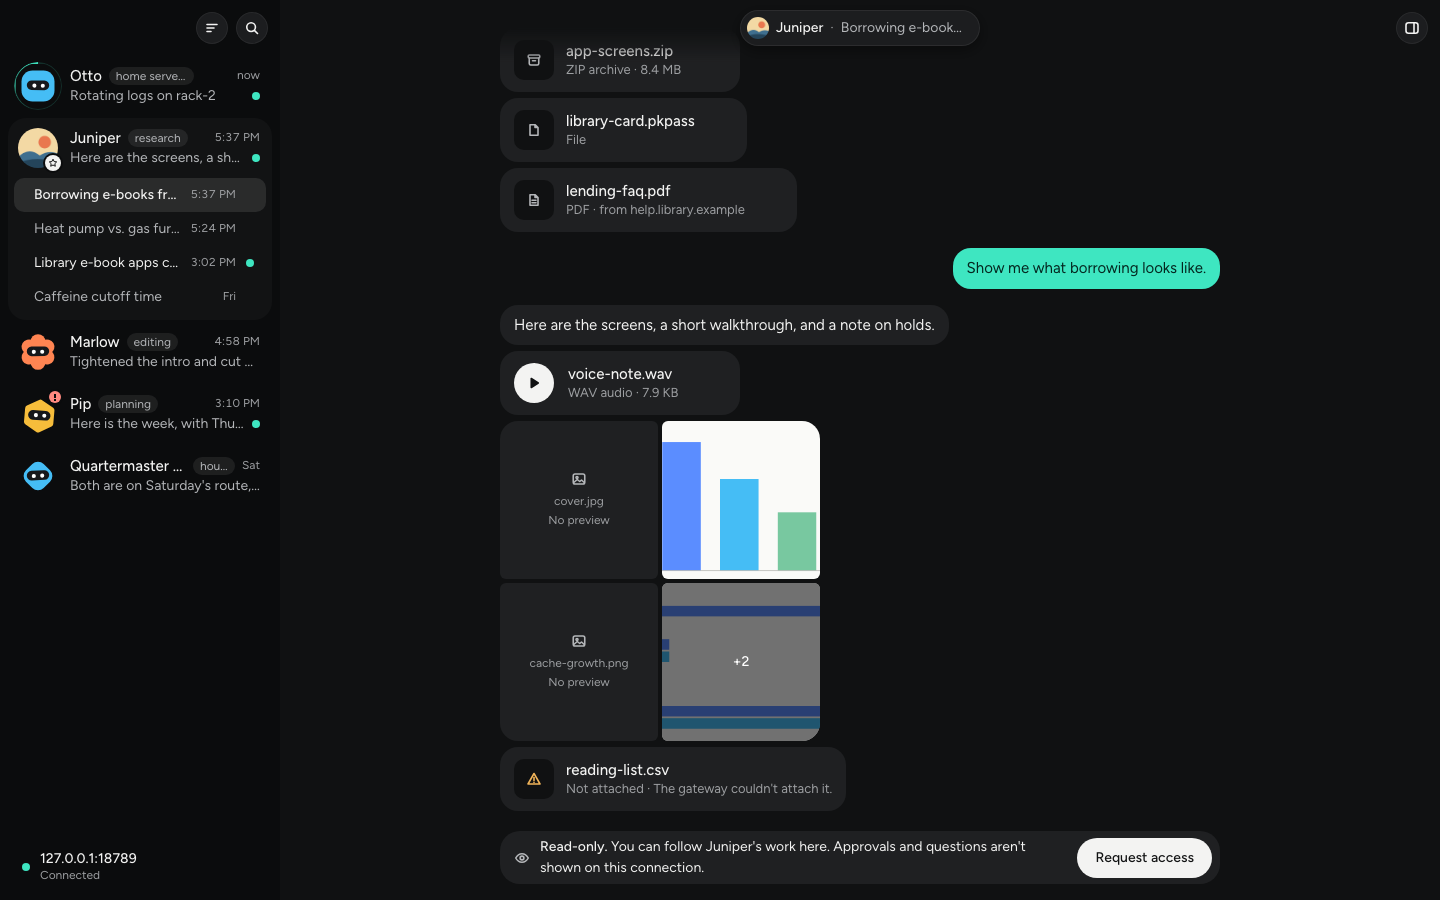 Otto
home serve...
now
Rotating logs on rack-2
Juniper
research
5:37 PM
Here are the screens, a sh...
Borrowing e-books fr...
5:37 PM
Heat pump vs. gas fur...
5:24 PM
Library e-book apps c...
3:02 PM
Caffeine cutoff time
Fri
Marlow
editing
4:58 PM
Tightened the intro and cut ...
Pip
planning
3:10 PM
Here is the week, with Thu...
Quartermaster ...
hou...
Sat
Both are on Saturday's route,...
127.0.0.1:18789
Connected
Juniper · Borrowing e-book...
app-screens.zip
ZIP archive · 8.4 MB
library-card.pkpass
File
lending-faq.pdf
PDF · from help.library.example
Show me what borrowing looks like.
Here are the screens, a short walkthrough, and a note on holds.
voice-note.wav
WAV audio · 7.9 KB
cover.jpg
No preview
cache-growth.png
No preview
+2
reading-list.csv
Not attached · The gateway couldn't attach it.
Read-only. You can follow Juniper's work here. Approvals and questions aren't
shown on this connection.
Request access